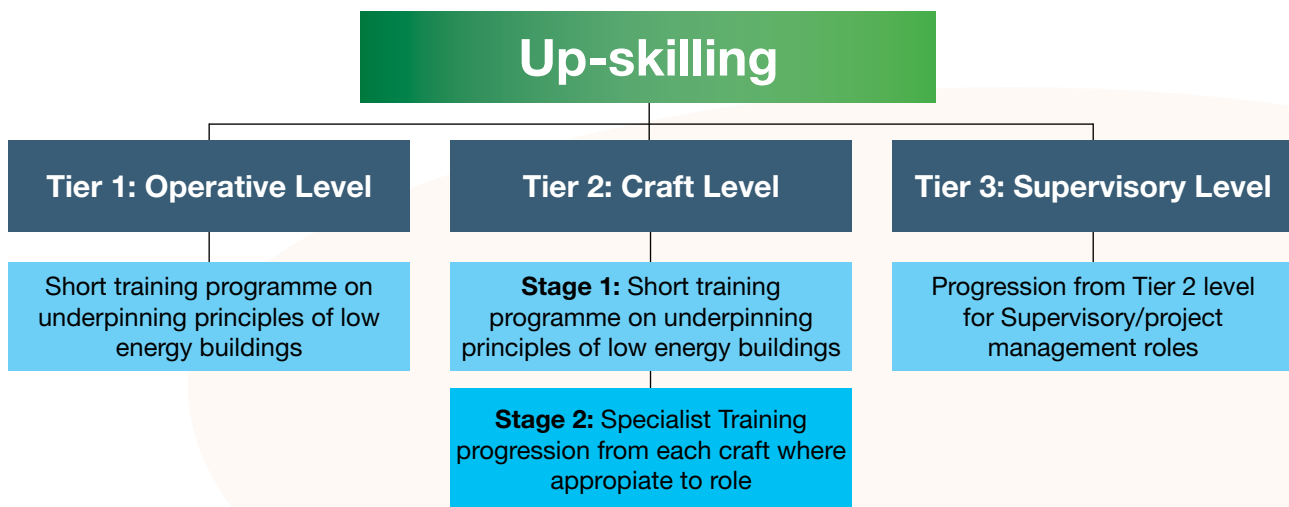 Up-skilling
Tier 1: Operative Level
Short training programme on
underpinning principles of low
energy buildings
Tier 2: Craft Level
Stage 1: Short training
programme on underpinning
principles of low energy buildings
Stage 2: Specialist Training
progression from each craft where
appropiate to role
Tier 3: Supervisory Level
Progression from Tier 2 level
for Supervisory/project
management roles